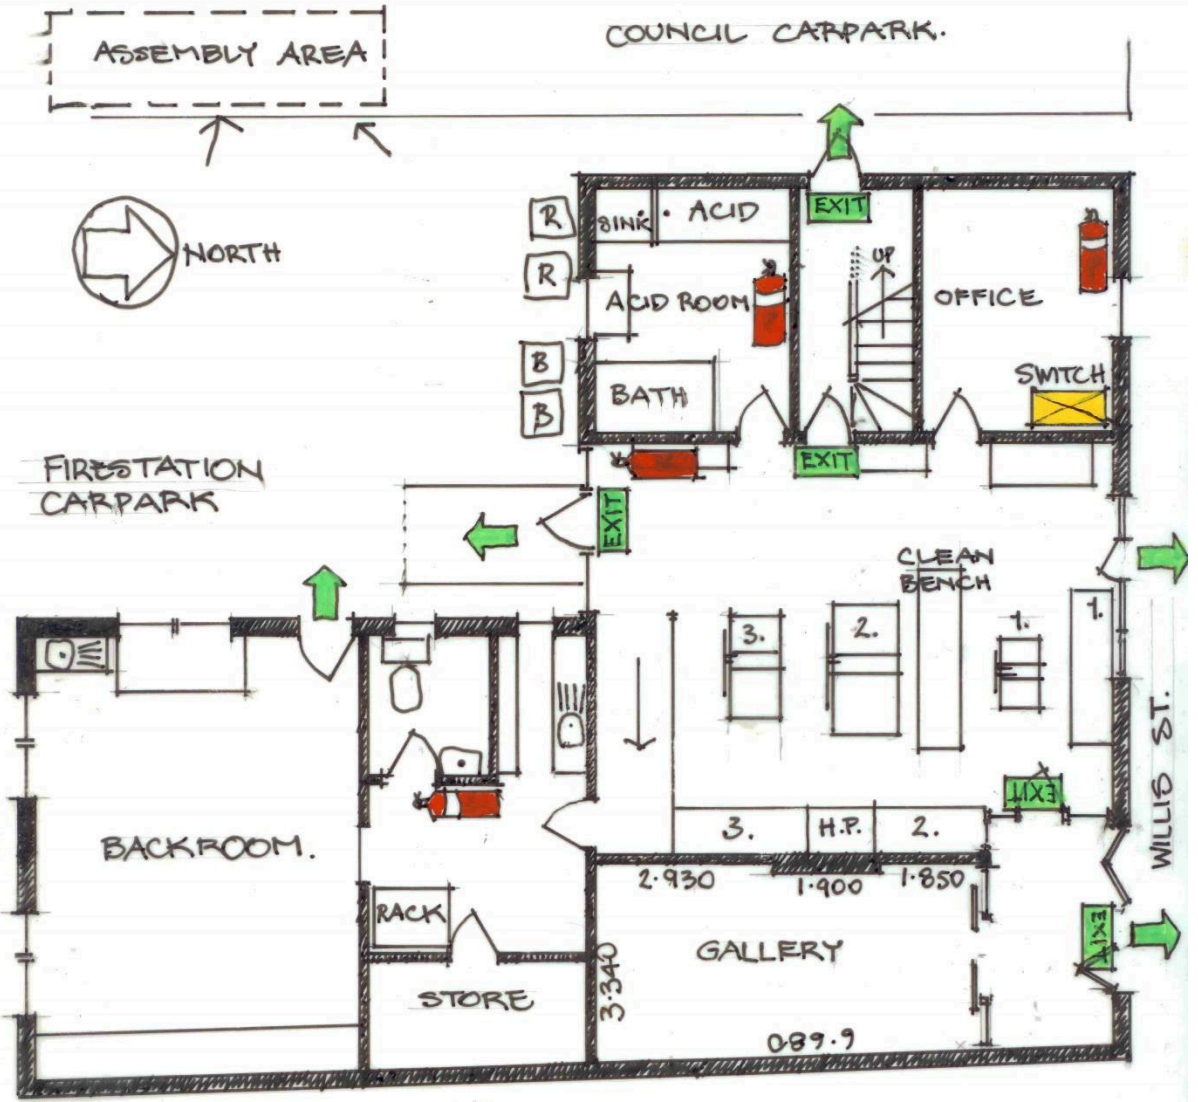 ASSEMBLY AREA
COUNCIL CARPARK.
NORTH
R
R
B
B
SINK
ACID
EXIT
UP
ACID ROOM
OFFICE
BATH
SWITCH
FIRESTATION
CARPARK
EXIT
EXIT
CLEAN
BENCH
3.
2.
1.
1.
WILLIS ST.
EXIT
3.
H.P.
2.
BACKROOM.
2.930
1.900
1.850
RACK
GALLERY
EXIT
STORE
3.340
6.680